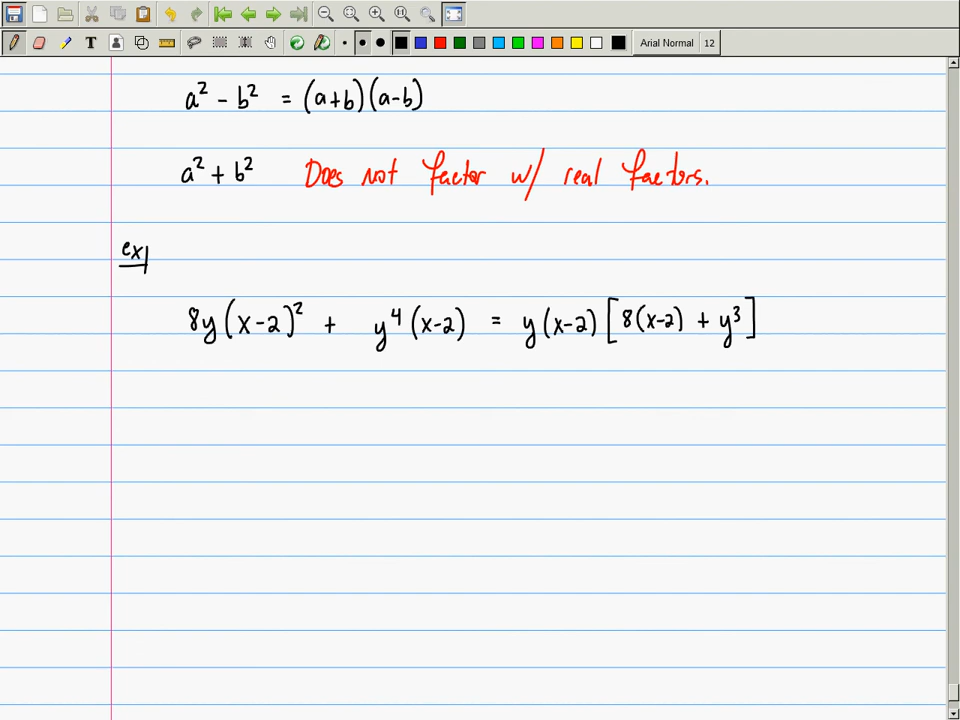 T Arial Normal 12
a² - b² = (a+b)(a-b)
a² + b² Does not factor w/ real factors.
ex|
8y(x-2)² + y⁴(x-2) = y(x-2)[8(x-2) + y³]